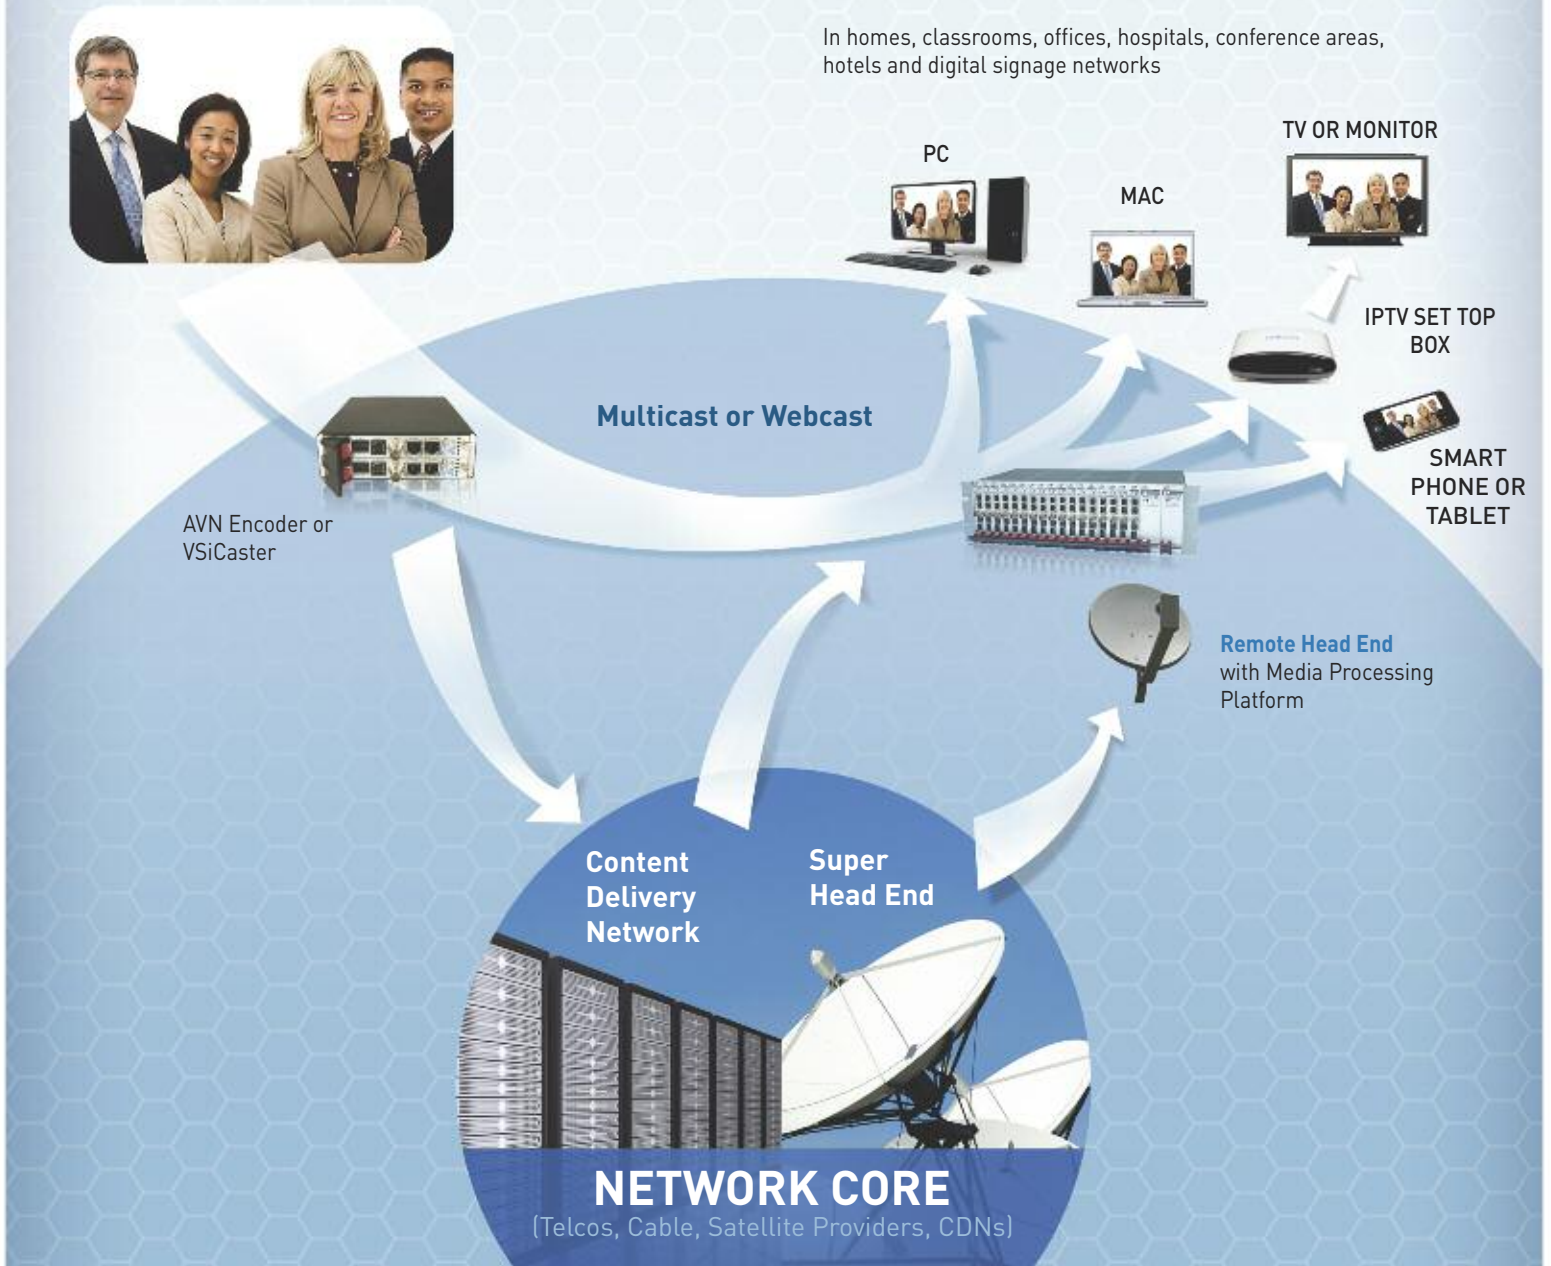 In homes, classrooms, offices, hospitals, conference areas,
hotels and digital signage networks
TV OR MONITOR
PC
MAC
IPTV SET TOP
BOX
Multicast or Webcast
SMART
PHONE OR
TABLET
AVN Encoder or
VSiCaster
Remote Head End
with Media Processing
Platform
Content
Delivery
Network
Super
Head End
NETWORK CORE
(Telcos, Cable, Satellite Providers, CDNs)